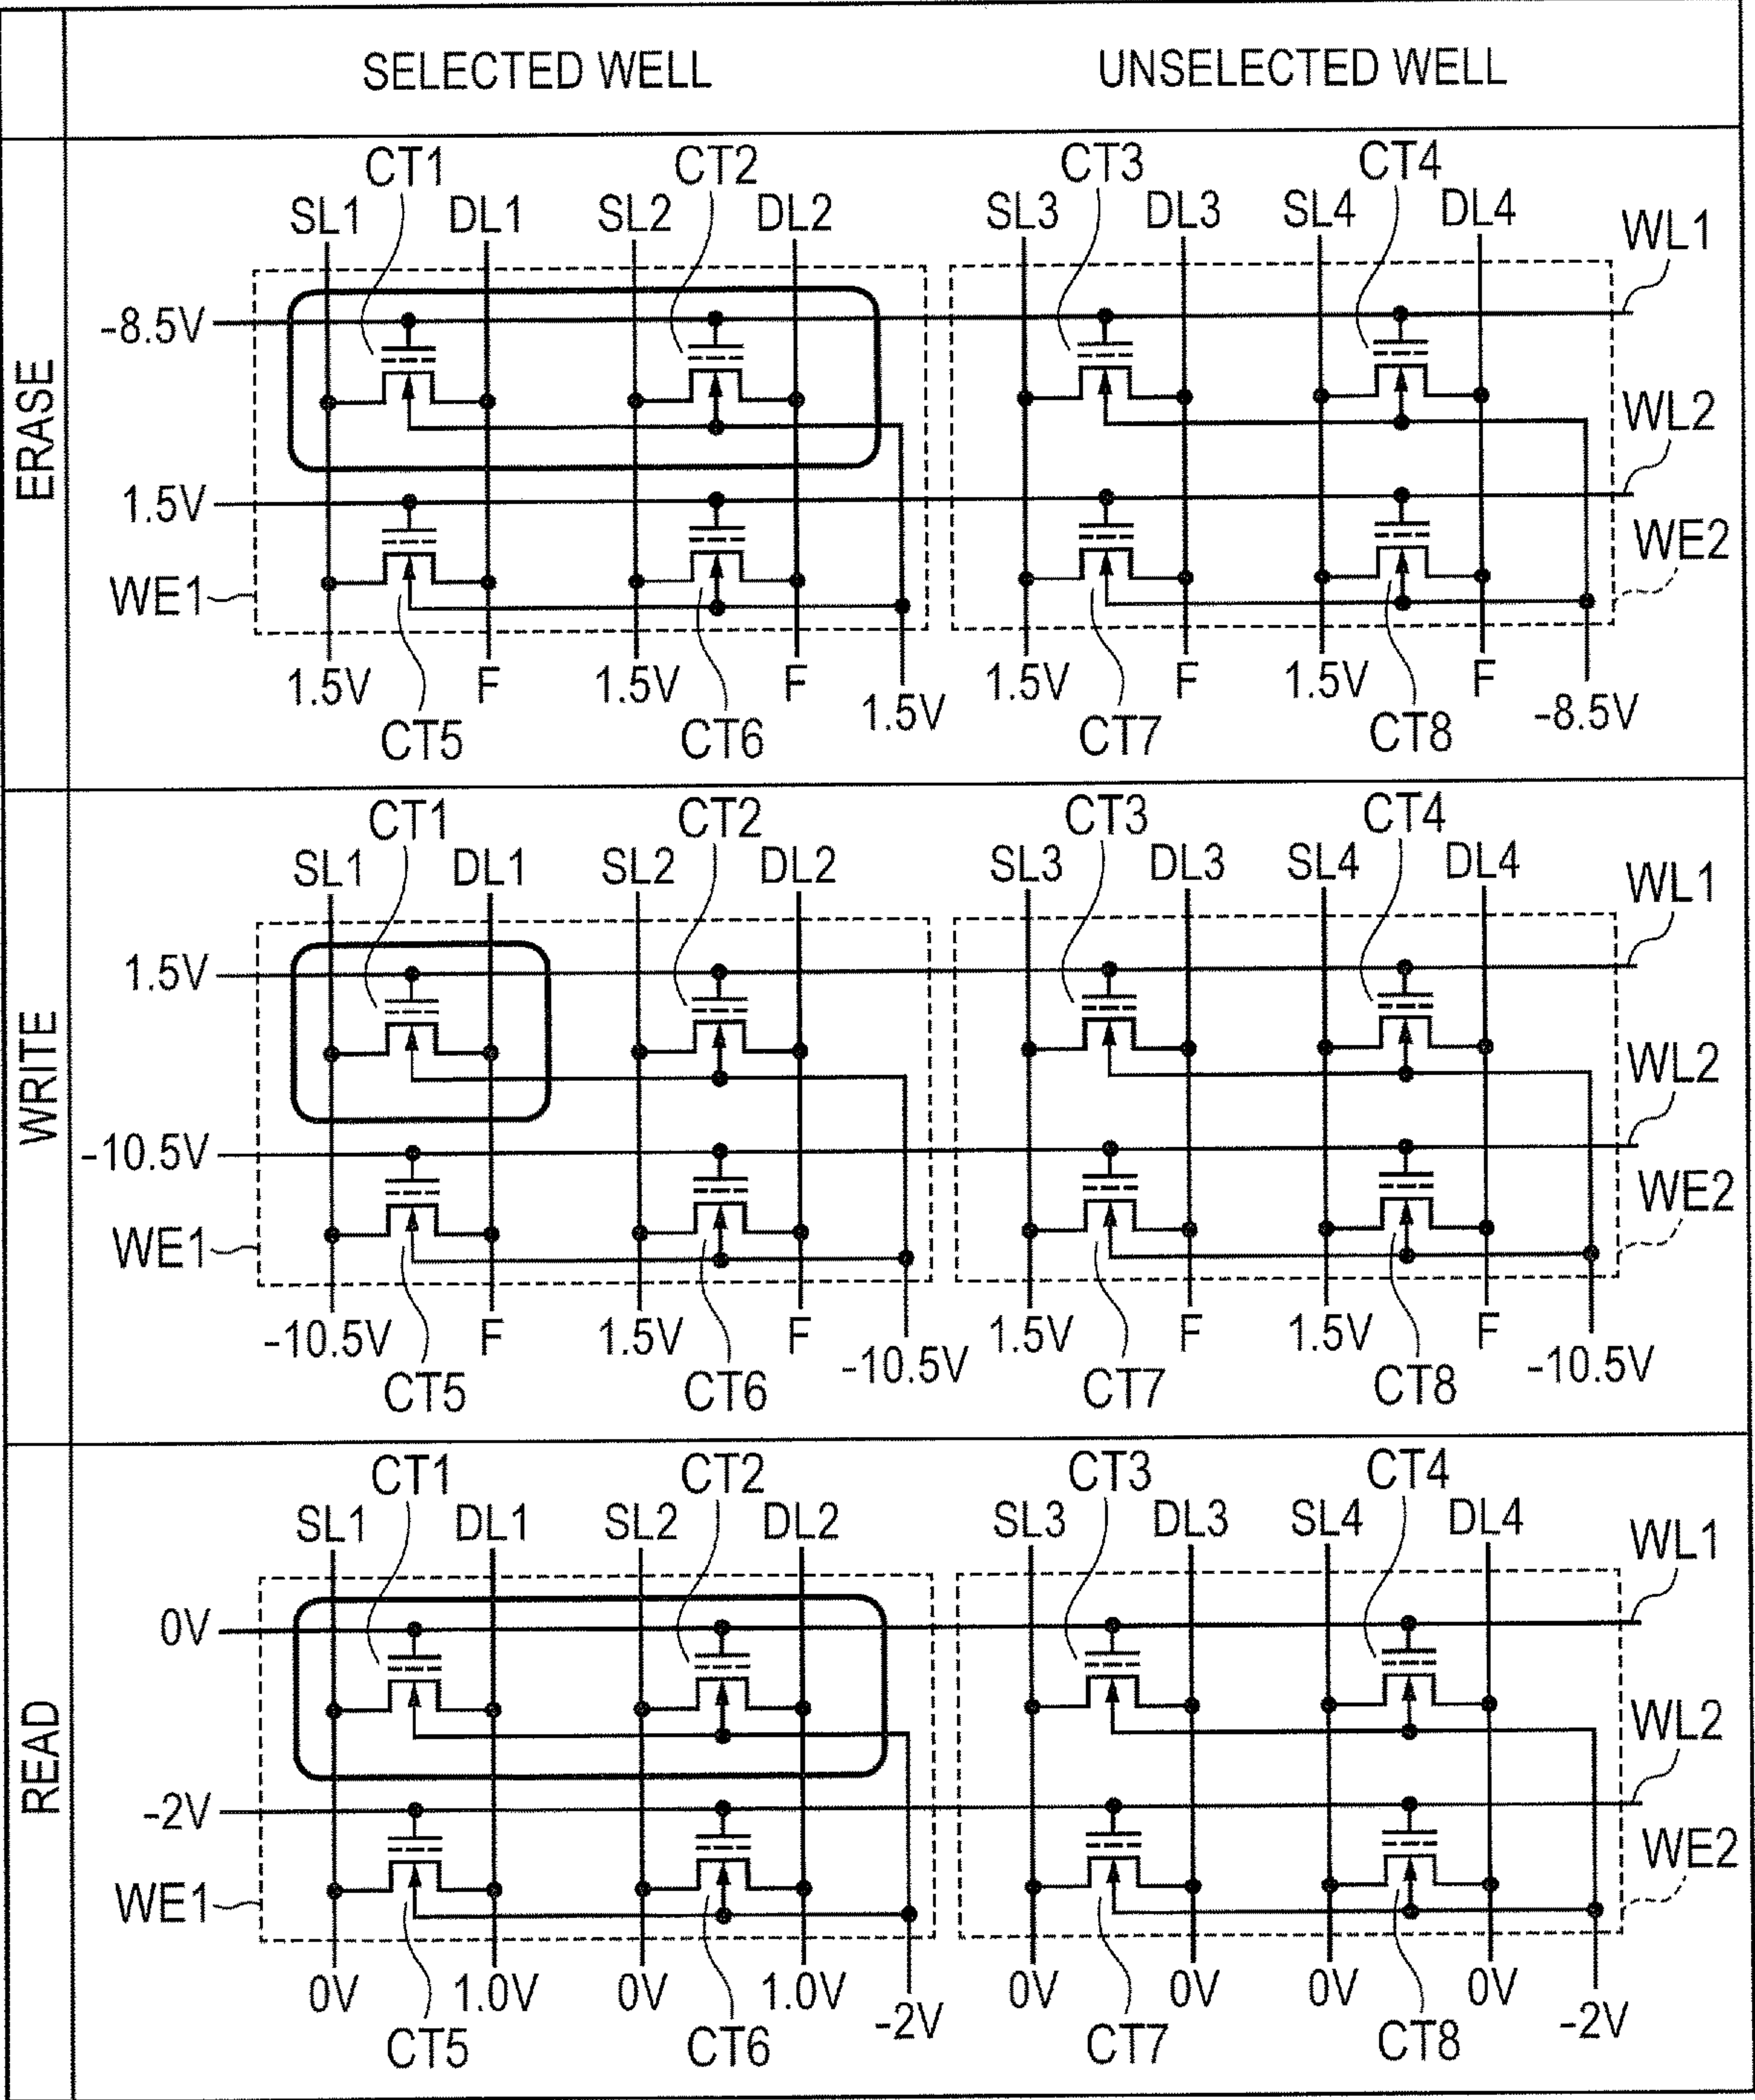 SELECTED WELL UNSELECTED WELL
ERASE
CT1 CT2 CT3 CT4
SL1 DL1 SL2 DL2 SL3 DL3 SL4 DL4 WL1
-8.5V
WL2
1.5V
WE1 WE2
1.5V F 1.5V F 1.5V 1.5V F 1.5V F -8.5V
CT5 CT6 CT7 CT8
WRITE
CT1 CT2 CT3 CT4
SL1 DL1 SL2 DL2 SL3 DL3 SL4 DL4 WL1
1.5V
WL2
-10.5V
WE1 WE2
-10.5V F 1.5V F -10.5V 1.5V F 1.5V F -10.5V
CT5 CT6 CT7 CT8
READ
CT1 CT2 CT3 CT4
SL1 DL1 SL2 DL2 SL3 DL3 SL4 DL4 WL1
0V
WL2
-2V
WE1 WE2
0V 1.0V 0V 1.0V -2V 0V 0V 0V 0V -2V
CT5 CT6 CT7 CT8